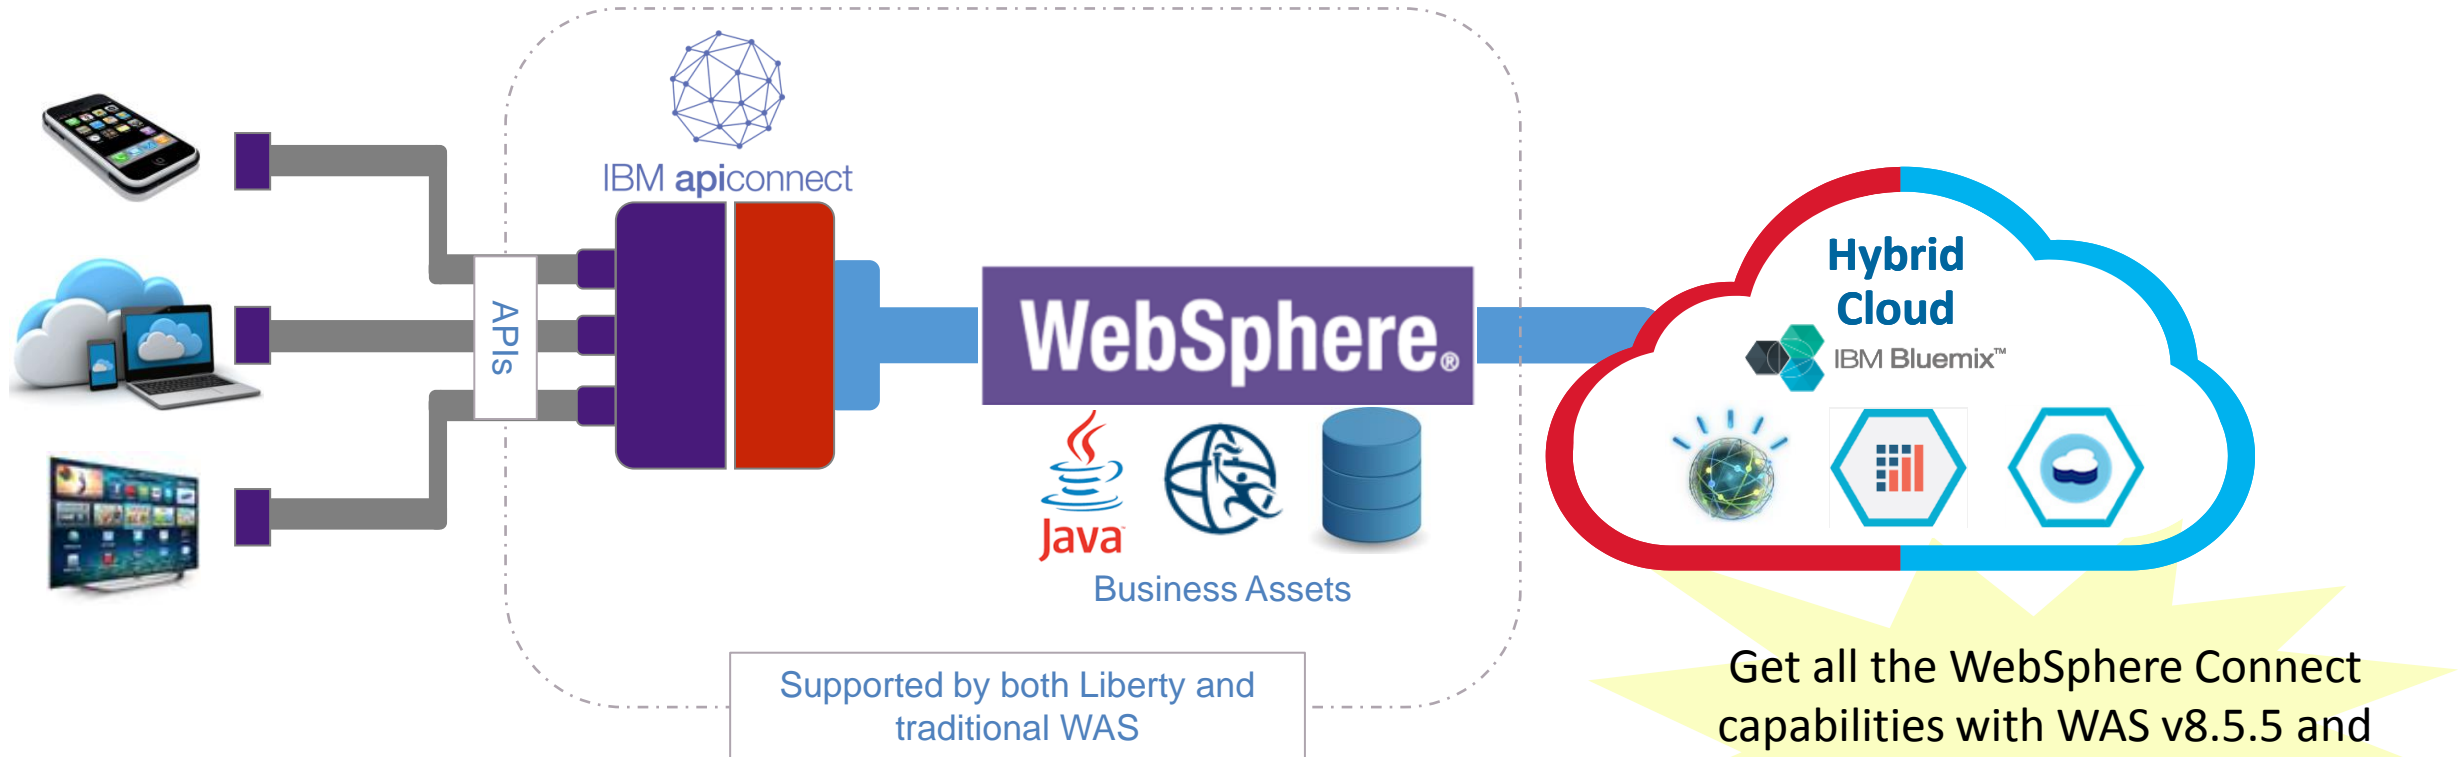 IBM apiconnect
APIs
WebSphere®
Java™
Business Assets
Supported by both Liberty and
traditional WAS
Hybrid
Cloud
IBM Bluemix™
Get all the WebSphere Connect
capabilities with WAS v8.5.5 and